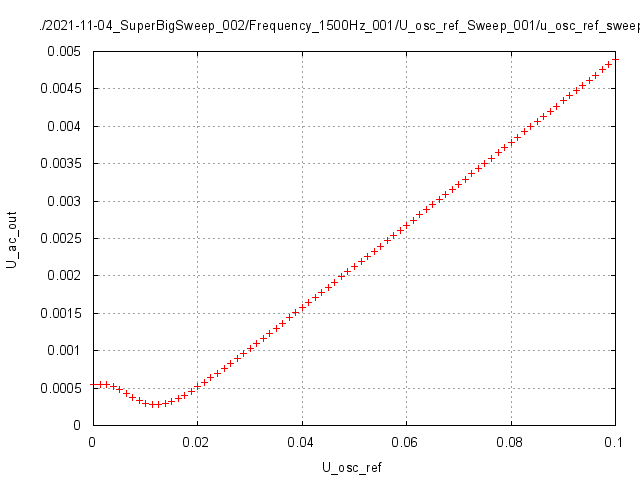 ./2021-11-04_SuperBigSweep_002/Frequency_1500Hz_001/U_osc_ref_Sweep_001/u_osc_ref_sweep
0.005
0.0045
0.004
0.0035
0.003
0.0025
0.002
0.0015
0.001
0.0005
0
U_ac_out
0 0.02 0.04 0.06 0.08 0.1
U_osc_ref